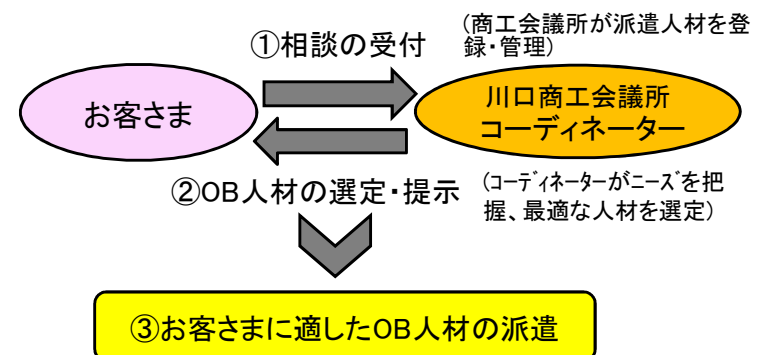 ①相談の受付
(商工会議所が派遣人材を登
録・管理)
お客さま
川口商工会議所
コーディネーター
②OB人材の選定・提示
(ｺｰﾃﾞｨﾈｰﾀｰがﾆｰｽﾞを把
握、最適な人材を選定)
③お客さまに適したOB人材の派遣